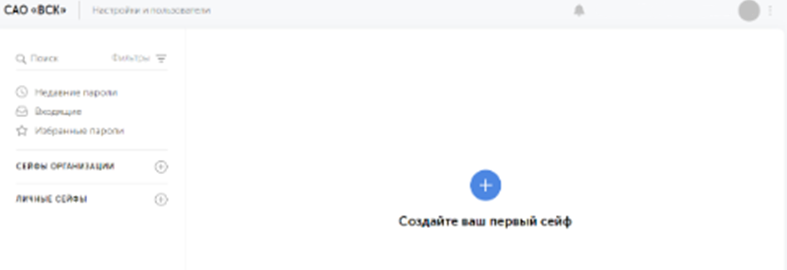 САО «ВСК»
Настройки и пользователи
Поиск
Фильтры
Недавние пароли
Входящие
Избранные пароли
СЕЙФЫ ОРГАНИЗАЦИИ
ЛИЧНЫЕ СЕЙФЫ
Создайте ваш первый сейф